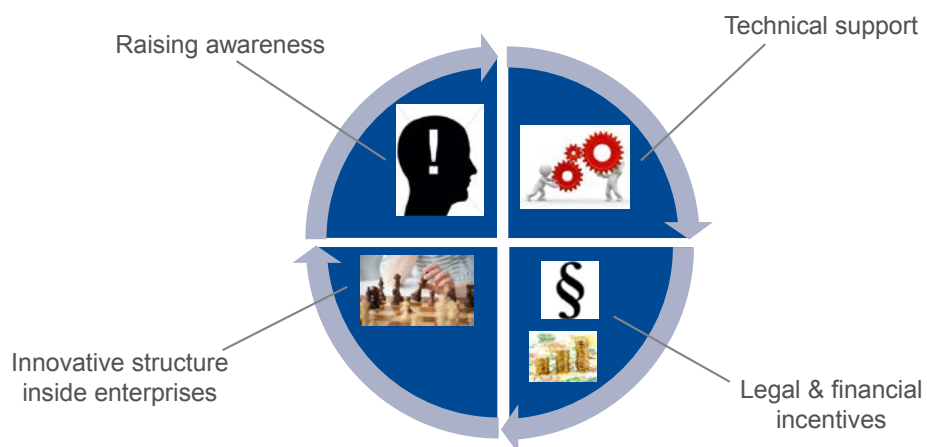 Raising awareness
Technical support
!
§
Innovative structure
inside enterprises
Legal & financial
incentives